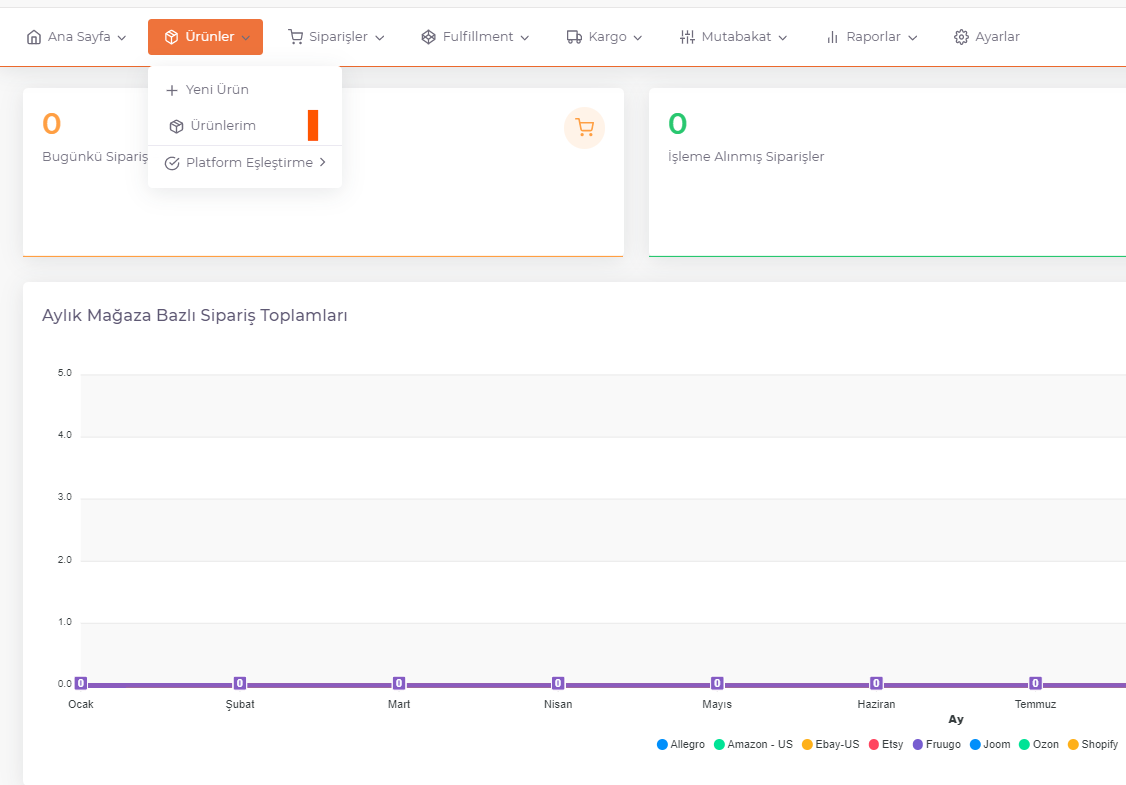 Ana Sayfa
Ürünler
Siparişler
Fulfillment
Kargo
Mutabakat
Raporlar
Ayarlar
Yeni Ürün
Ürünlerim
Platform Eşleştirme
0
Bugünkü Sipariş
0
İşleme Alınmış Siparişler
Aylık Mağaza Bazlı Sipariş Toplamları
5.0
4.0
3.0
2.0
1.0
0.0
0 0 0 0 0 0 0
Ocak Şubat Mart Nisan Mayıs Haziran Temmuz
Ay
Allegro Amazon - US Ebay-US Etsy Fruugo Joom Ozon Shopify